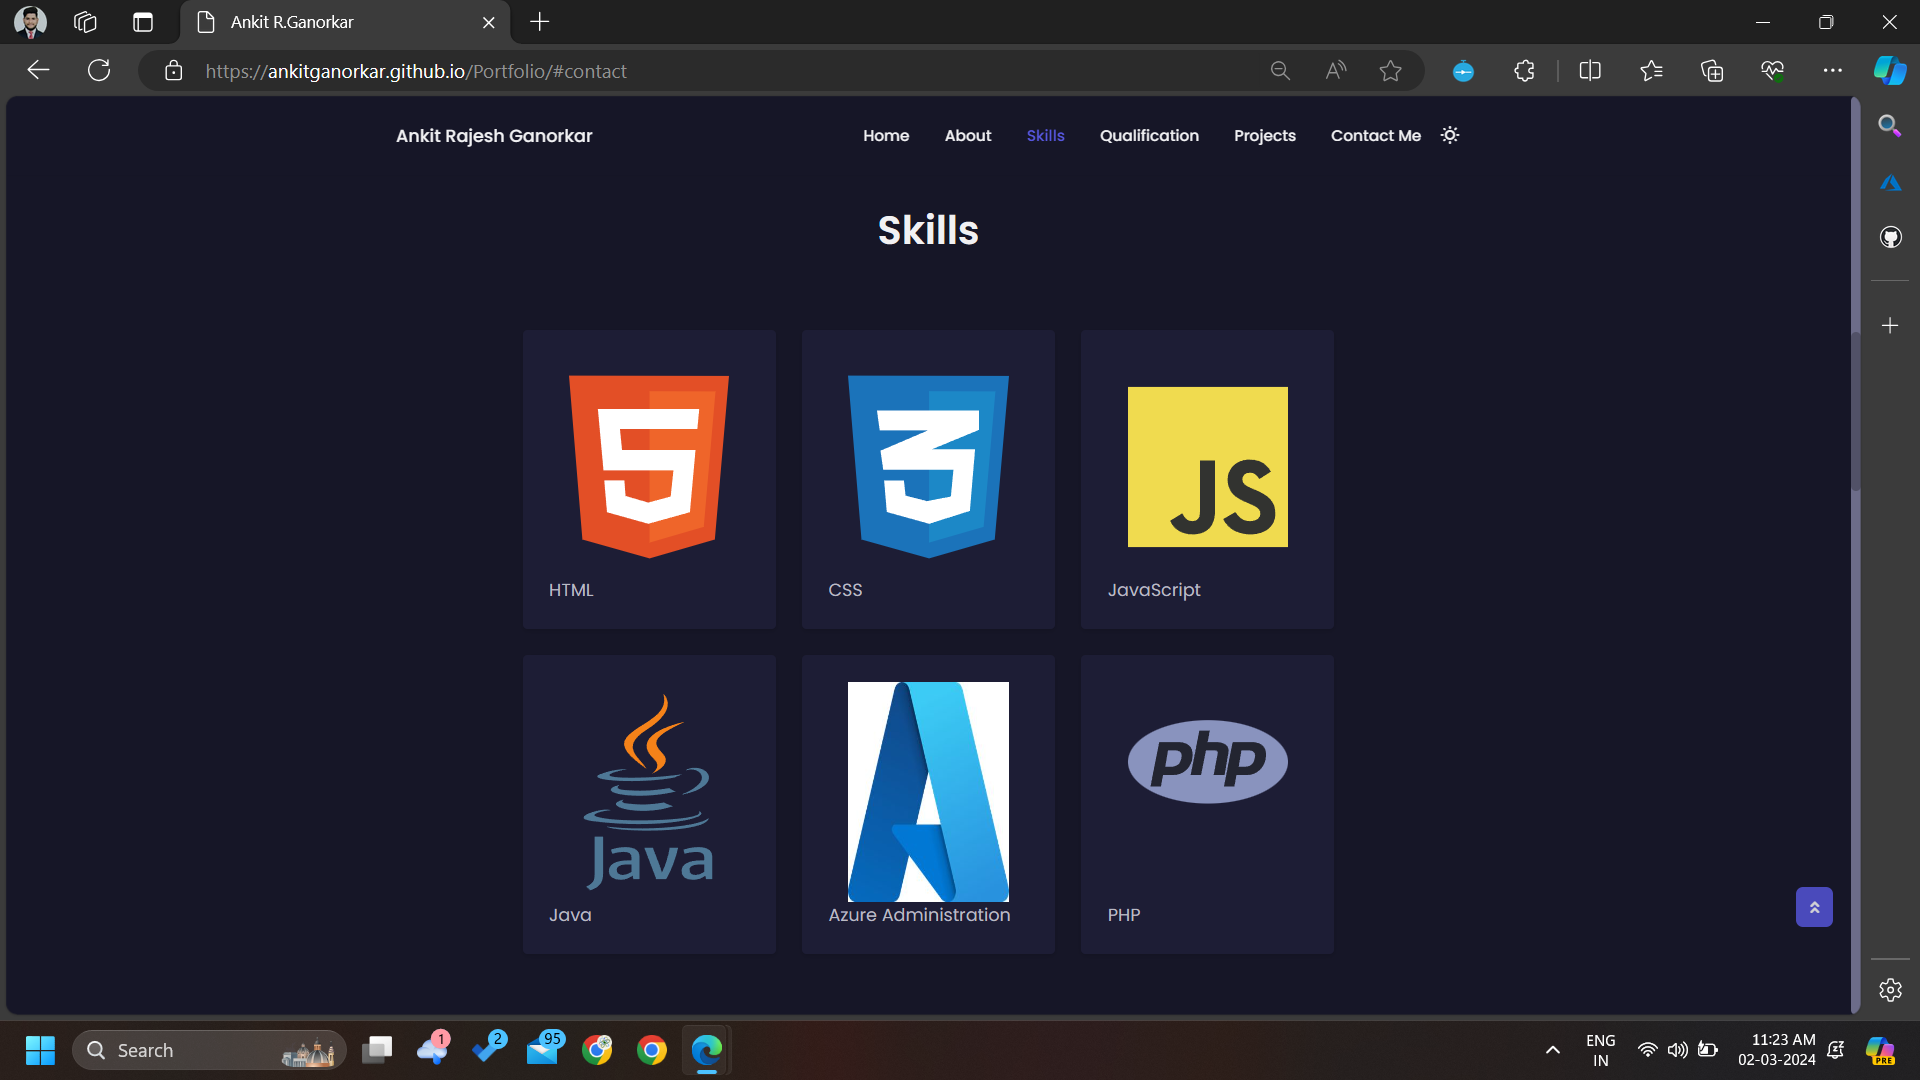 Ankit R.Ganorkar
https://ankitganorkar.github.io/Portfolio/#contact
Ankit Rajesh Ganorkar
Home About Skills Qualification Projects Contact Me
Skills
5 3 JS
HTML CSS JavaScript
Java php
Java Azure Administration PHP
Search
1
2
95
ENG
IN
11:23 AM
02-03-2024
PRE